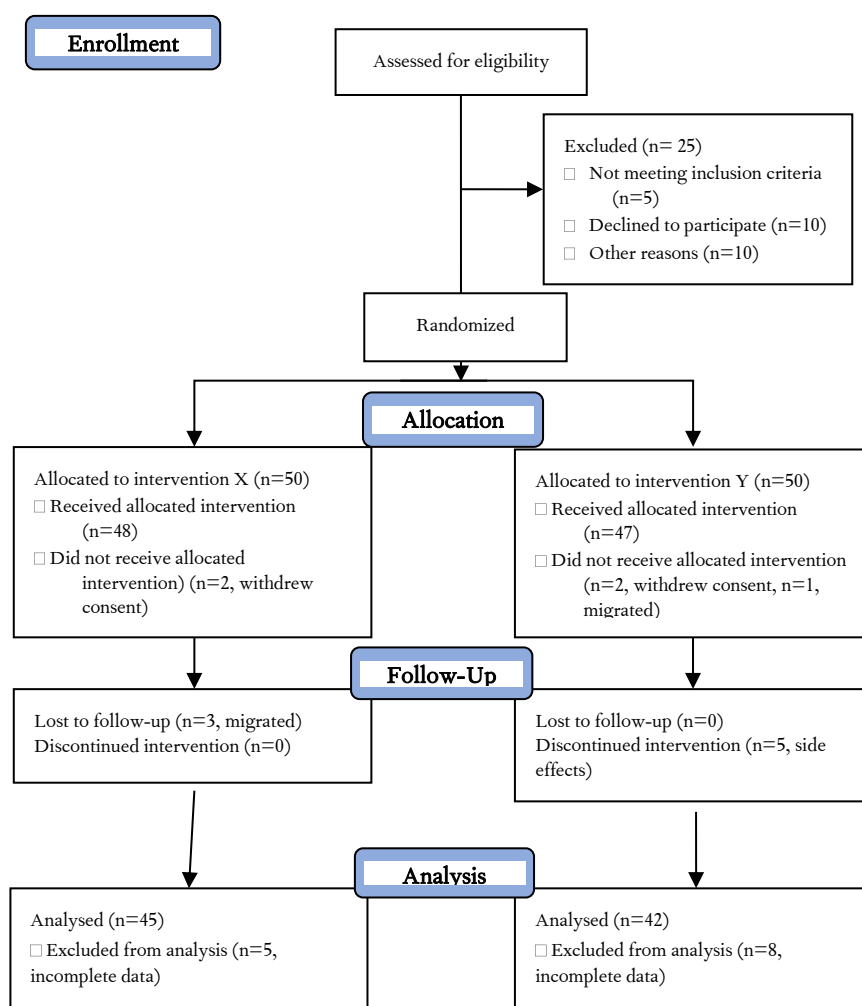 Enrollment
Assessed for eligibility
Excluded (n= 25)
□ Not meeting inclusion criteria
(n=5)
□ Declined to participate (n=10)
□ Other reasons (n=10)
Randomized
Allocation
Allocated to intervention X (n=50)
□ Received allocated intervention
(n=48)
□ Did not receive allocated
intervention) (n=2, withdrew
consent)
Allocated to intervention Y (n=50)
□ Received allocated intervention
(n=47)
□ Did not receive allocated intervention
(n=2, withdrew consent, n=1,
migrated)
Follow-Up
Lost to follow-up (n=3, migrated)
Discontinued intervention (n=0)
Lost to follow-up (n=0)
Discontinued intervention (n=5, side
effects)
Analysis
Analysed (n=45)
□ Excluded from analysis (n=5,
incomplete data)
Analysed (n=42)
□ Excluded from analysis (n=8,
incomplete data)